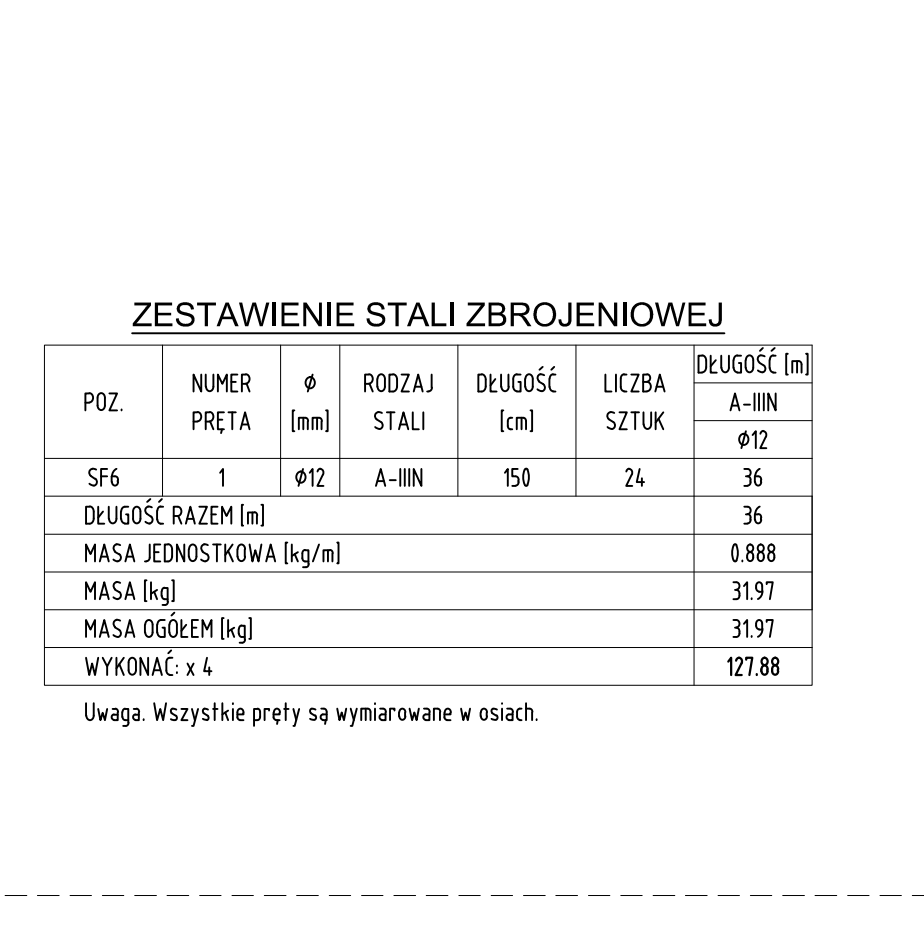 ZESTAWIENIE STALI ZBROJENIOWEJ
POZ. NUMER PRĘTA ϕ [mm] RODZAJ STALI DŁUGOŚĆ [cm] LICZBA SZTUK DŁUGOŚĆ [m]
A-IIIN
ϕ12
SF6 1 ϕ12 A-IIIN 150 24 36
DŁUGOŚĆ RAZEM [m] 36
MASA JEDNOSTKOWA [kg/m] 0.888
MASA [kg] 31.97
MASA OGÓŁEM [kg] 31.97
WYKONAĆ: x 4 127.88
Uwaga. Wszystkie pręty są wymiarowane w osiach.